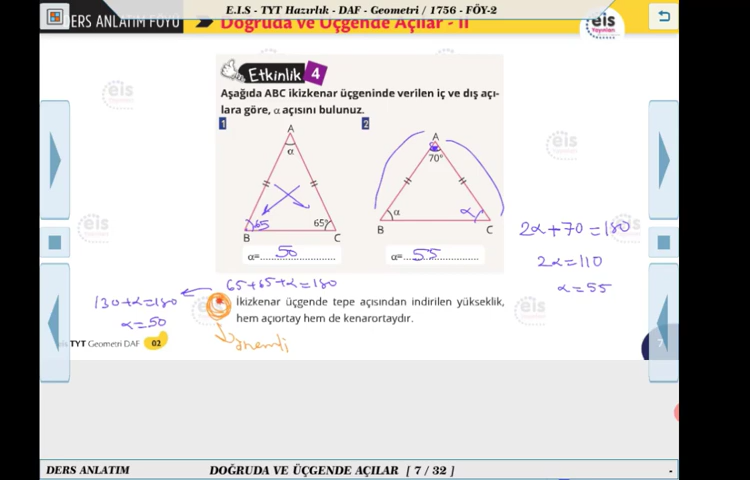 E.I.S - TYT Hazırlık - DAF - Geometri / 1756 - FÖY-2
DERS ANLATIM FÖYÜ
Doğruda ve Üçgende Açılar - II
eis
Yayınları
Etkinlik 4
Aşağıda ABC ikizkenar üçgeninde verilen iç ve dış açı-
lara göre, α açısını bulunuz.
1
2
A
α
65
65°
B
C
α=
50
A
70°
α
α
B
C
α=
55
2α+70=180
2α=110
α=55
65+65+α=180
130+α=180
α=50
İkizkenar üçgende tepe açısından indirilen yükseklik,
hem açıortay hem de kenarortaydır.
önemli
eis TYT Geometri DAF 02
7
DERS ANLATIM
DOĞRUDA VE ÜÇGENDE AÇILAR [ 7 / 32 ]
-